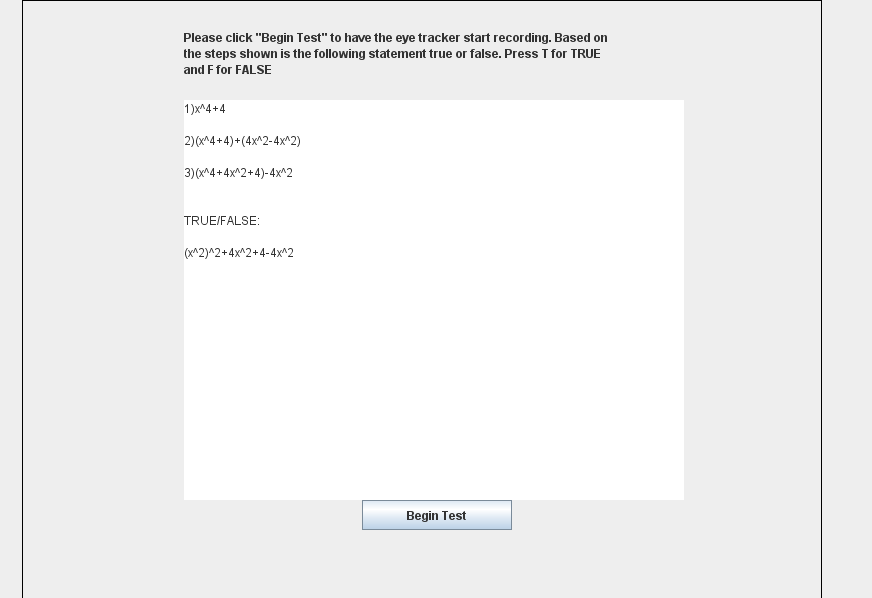 Please click "Begin Test" to have the eye tracker start recording. Based on
the steps shown is the following statement true or false. Press T for TRUE
and F for FALSE
1)x^4+4
2)(x^4+4)+(4x^2-4x^2)
3)(x^4+4x^2+4)-4x^2
TRUE/FALSE:
(x^2)^2+4x^2+4-4x^2
Begin Test